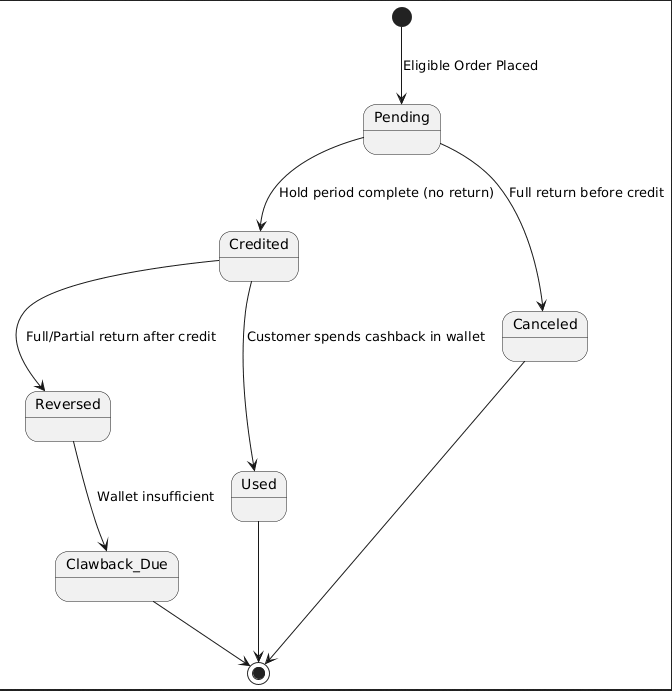 Eligible Order Placed
Pending
Hold period complete (no return)
Full return before credit
Credited
Canceled
Full/Partial return after credit
Customer spends cashback in wallet
Reversed
Used
Wallet insufficient
Clawback_Due